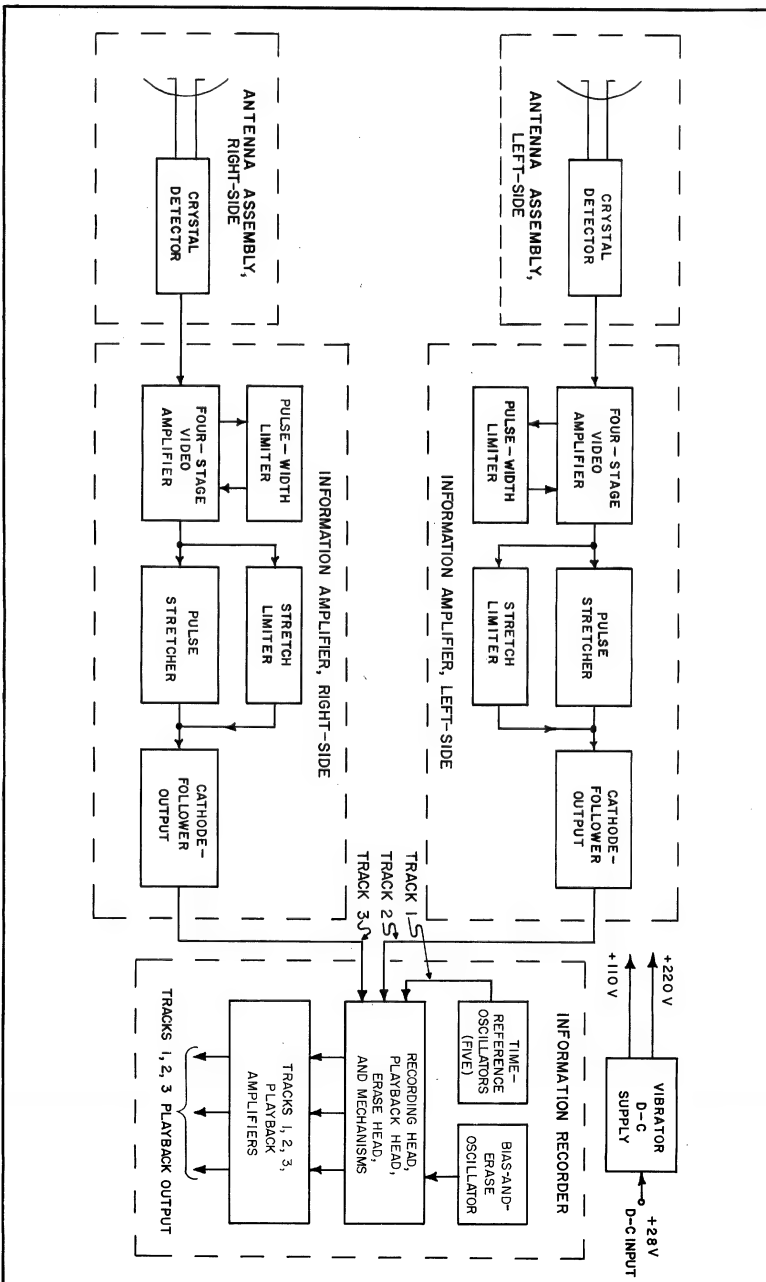 ANTENNA ASSEMBLY,
LEFT-SIDE
CRYSTAL
DETECTOR
INFORMATION AMPLIFIER, LEFT-SIDE
FOUR-STAGE
VIDEO
AMPLIFIER
PULSE-WIDTH
LIMITER
PULSE
STRETCHER
STRETCH
LIMITER
CATHODE-
FOLLOWER
OUTPUT
+220V
+110V
VIBRATOR
D-C
SUPPLY
+28V
D-C INPUT
ANTENNA ASSEMBLY,
RIGHT-SIDE
CRYSTAL
DETECTOR
INFORMATION AMPLIFIER, RIGHT-SIDE
PULSE-WIDTH
LIMITER
FOUR-STAGE
VIDEO
AMPLIFIER
STRETCH
LIMITER
PULSE
STRETCHER
CATHODE-
FOLLOWER
OUTPUT
TRACK 1
TRACK 2
TRACK 3
INFORMATION RECORDER
TIME-
REFERENCE
OSCILLATORS
(FIVE)
BIAS-AND-
ERASE
OSCILLATOR
RECORDING HEAD,
PLAYBACK HEAD,
ERASE HEAD,
AND MECHANISMS
TRACKS 1, 2, 3,
PLAYBACK
AMPLIFIERS
TRACKS 1, 2, 3 PLAYBACK OUTPUT